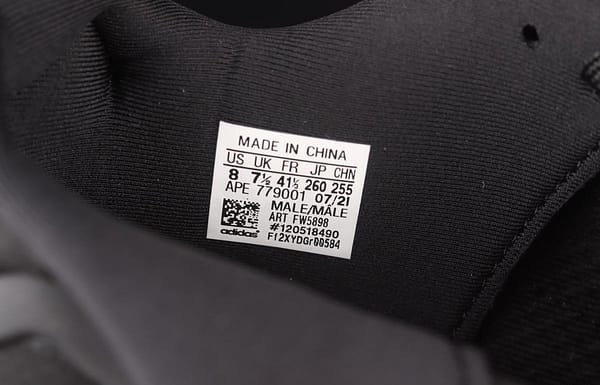 MADE IN CHINA
US UK FR JP CHN
8 7½ 41½ 260 255
APE 779001 07/21
MALE/MÂLE
ART FW5898
#120518490
adidas F12XYDGr00584